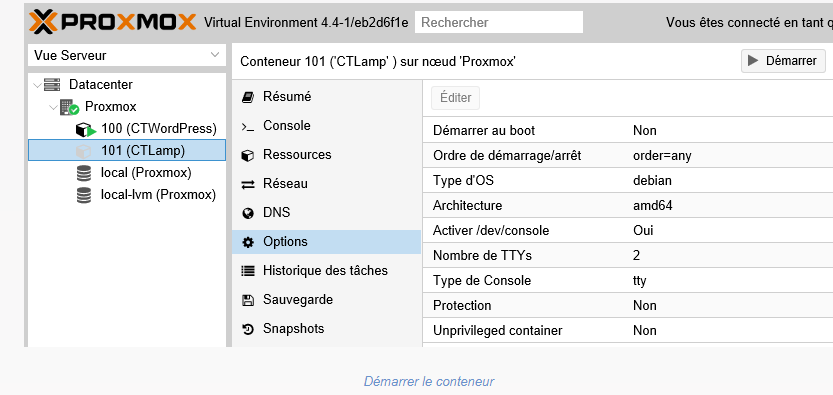 PROXMOX Virtual Environment 4.4-1/eb2d6f1e Rechercher Vous êtes connecté en tant q
Vue Serveur
Datacenter
Proxmox
100 (CTWordPress)
101 (CTLamp)
local (Proxmox)
local-lvm (Proxmox)
Conteneur 101 ('CTLamp' ) sur nœud 'Proxmox' Démarrer
Résumé
Console
Ressources
Réseau
DNS
Options
Historique des tâches
Sauvegarde
Snapshots
Éditer
Démarrer au boot Non
Ordre de démarrage/arrêt order=any
Type d'OS debian
Architecture amd64
Activer /dev/console Oui
Nombre de TTYs 2
Type de Console tty
Protection Non
Unprivileged container Non
Démarrer le conteneur